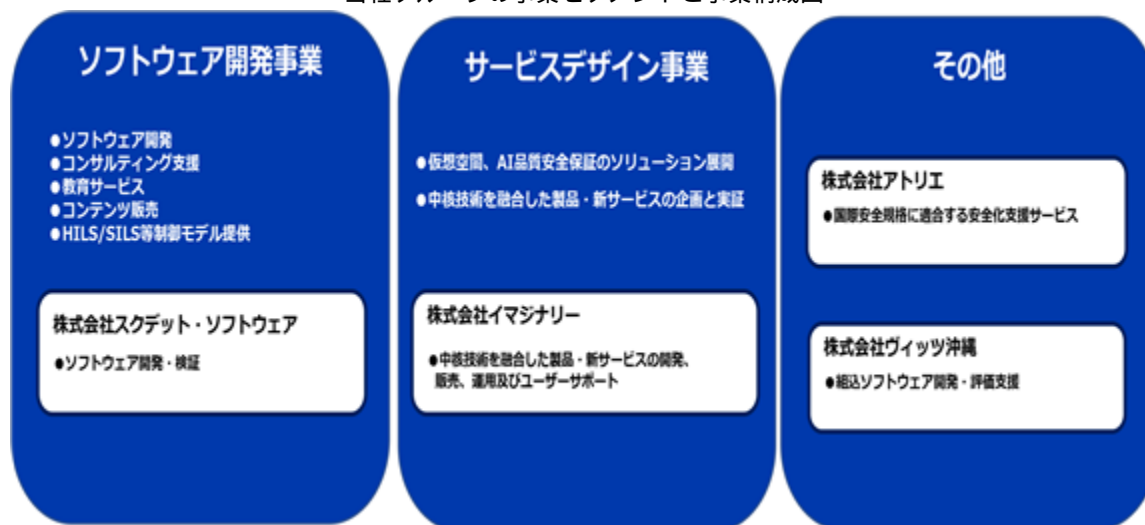 ソフトウェア開発事業
●ソフトウェア開発
●コンサルティング支援
●教育サービス
●コンテンツ販売
●HILS/SILS等制御モデル提供
株式会社スクデット・ソフトウェア
●ソフトウェア開発・検証
サービスデザイン事業
●仮想空間、AI品質安全保証のソリューション展開
●中核技術を融合した製品・新サービスの企画と実証
株式会社イマジナリー
●中核技術を融合した製品・新サービスの開発、
販売、運用及びユーザーサポート
その他
株式会社アトリエ
●国際安全規格に適合する安全化支援サービス
株式会社ヴィッツ沖縄
●組込ソフトウェア開発・評価支援